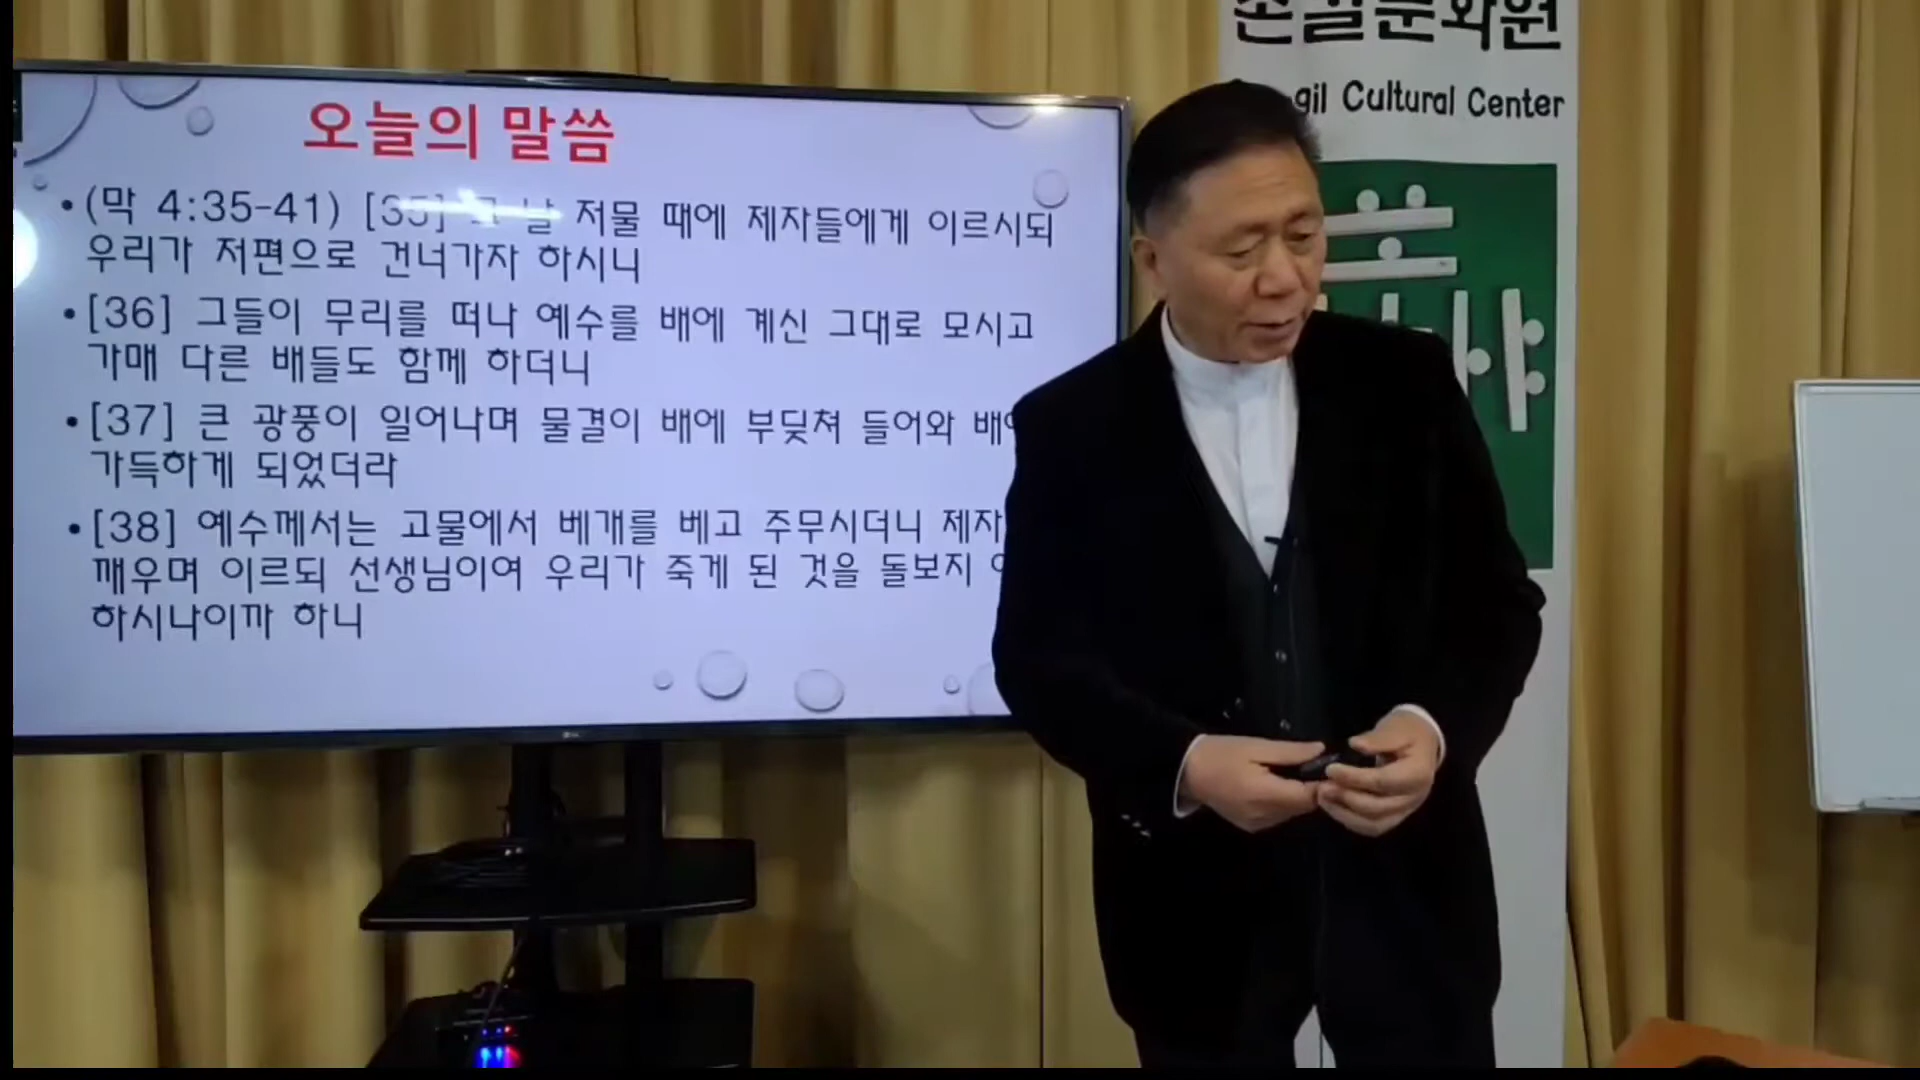 오늘의 말씀
• (막 4:35-41) [35] 그 날 저물 때에 제자들에게 이르시되
우리가 저편으로 건너가자 하시니
• [36] 그들이 무리를 떠나 예수를 배에 계신 그대로 모시고
가매 다른 배들도 함께 하더니
• [37] 큰 광풍이 일어나며 물결이 배에 부딪쳐 들어와
가득하게 되었더라
• [38] 예수께서는 고물에서 베개를 베고 주무시더니
깨우며 이르되 선생님이여 우리가 죽게 된 것을 돌보지
하시나이까 하니
Cultural Center